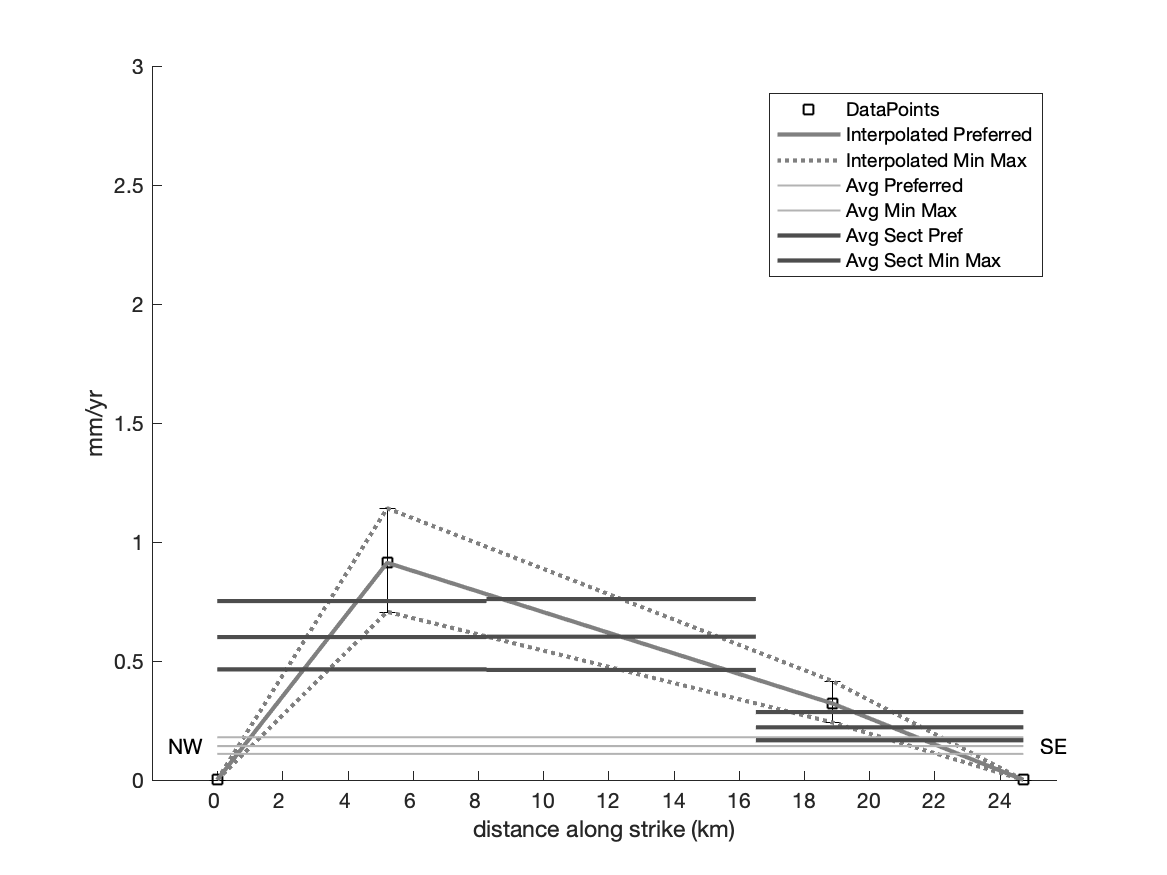 3
2.5
2
1.5
1
0.5
0
mm/yr
DataPoints
Interpolated Preferred
Interpolated Min Max
Avg Preferred
Avg Min Max
Avg Sect Pref
Avg Sect Min Max
NW
SE
0 2 4 6 8 10 12 14 16 18 20 22 24
distance along strike (km)